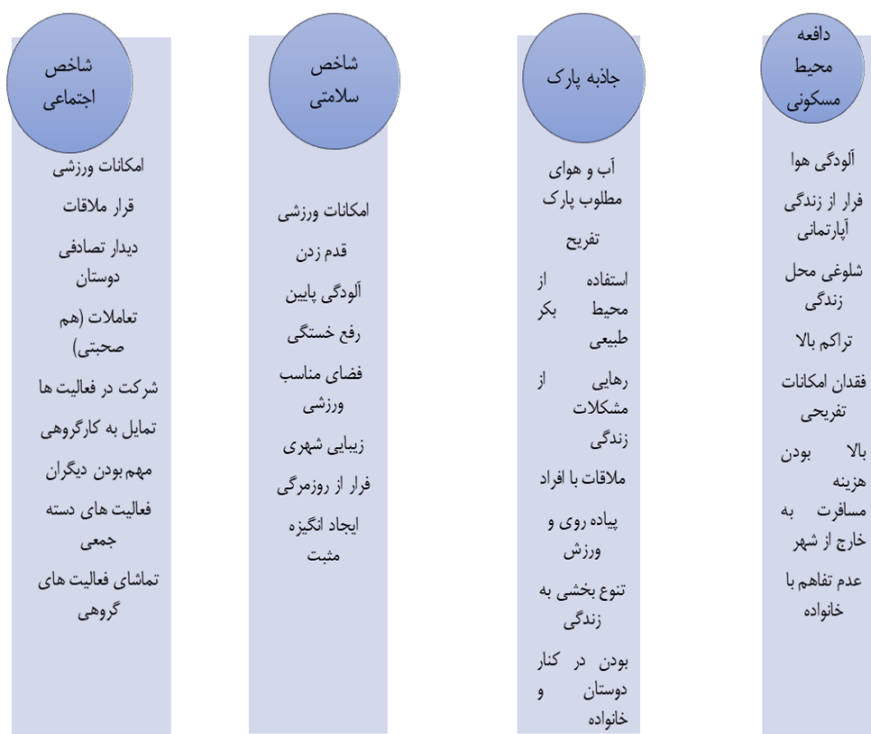 دافعه
محیط
مسکونی
آلودگی هوا
فرار از زندگی
آپارتمانی
شلوغی محل
زندگی
تراکم بالا
فقدان امکانات
تفریحی
بالا بودن
هزینه
مسافرت به
خارج از شهر
عدم تفاهم با
خانواده
جاذبه پارک
آب و هوای
مطلوب پارک
تفریح
استفاده از
محیط بکر
طبیعی
رهایی از
مشکلات
زندگی
ملاقات با افراد
پیاده روی و
ورزش
تنوع بخشی به
زندگی
بودن در کنار
دوستان و
خانواده
شاخص
سلامتی
امکانات ورزشی
قدم زدن
آلودگی پایین
رفع خستگی
فضای مناسب
ورزشی
زیبایی شهری
فرار از روزمرگی
ایجاد انگیزه
مثبت
شاخص
اجتماعی
امکانات ورزشی
قرار ملاقات
دیدار تصادفی
دوستان
تعاملات (هم
صحبتی)
شرکت در فعالیت ها
تمایل به کارگروهی
مهم بودن دیگران
فعالیت های دسته
جمعی
تماشای فعالیت های
گروهی